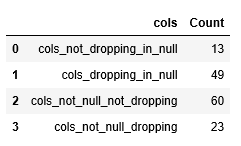 cols Count
0 cols_not_dropping_in_null 13
1 cols_dropping_in_null 49
2 cols_not_null_not_dropping 60
3 cols_not_null_dropping 23